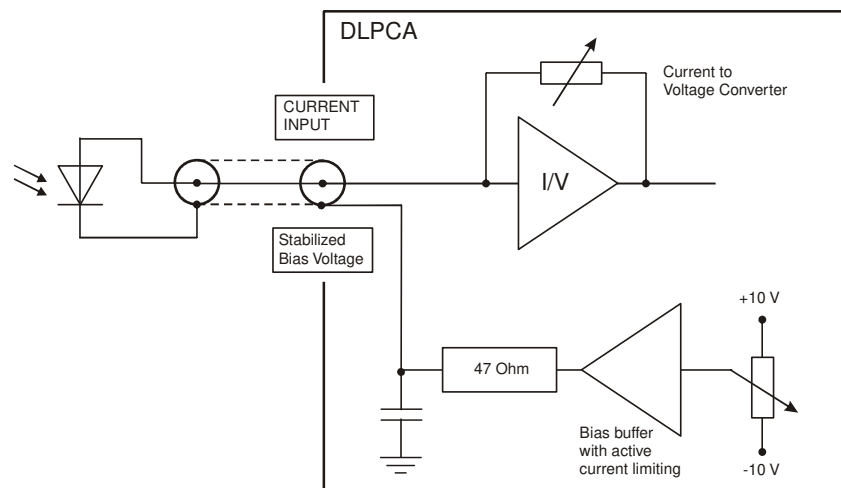 DLPCA
CURRENT
INPUT
Current to
Voltage Converter
I/V
Stabilized
Bias Voltage
+10 V
47 Ohm
Bias buffer
with active
current limiting
-10 V